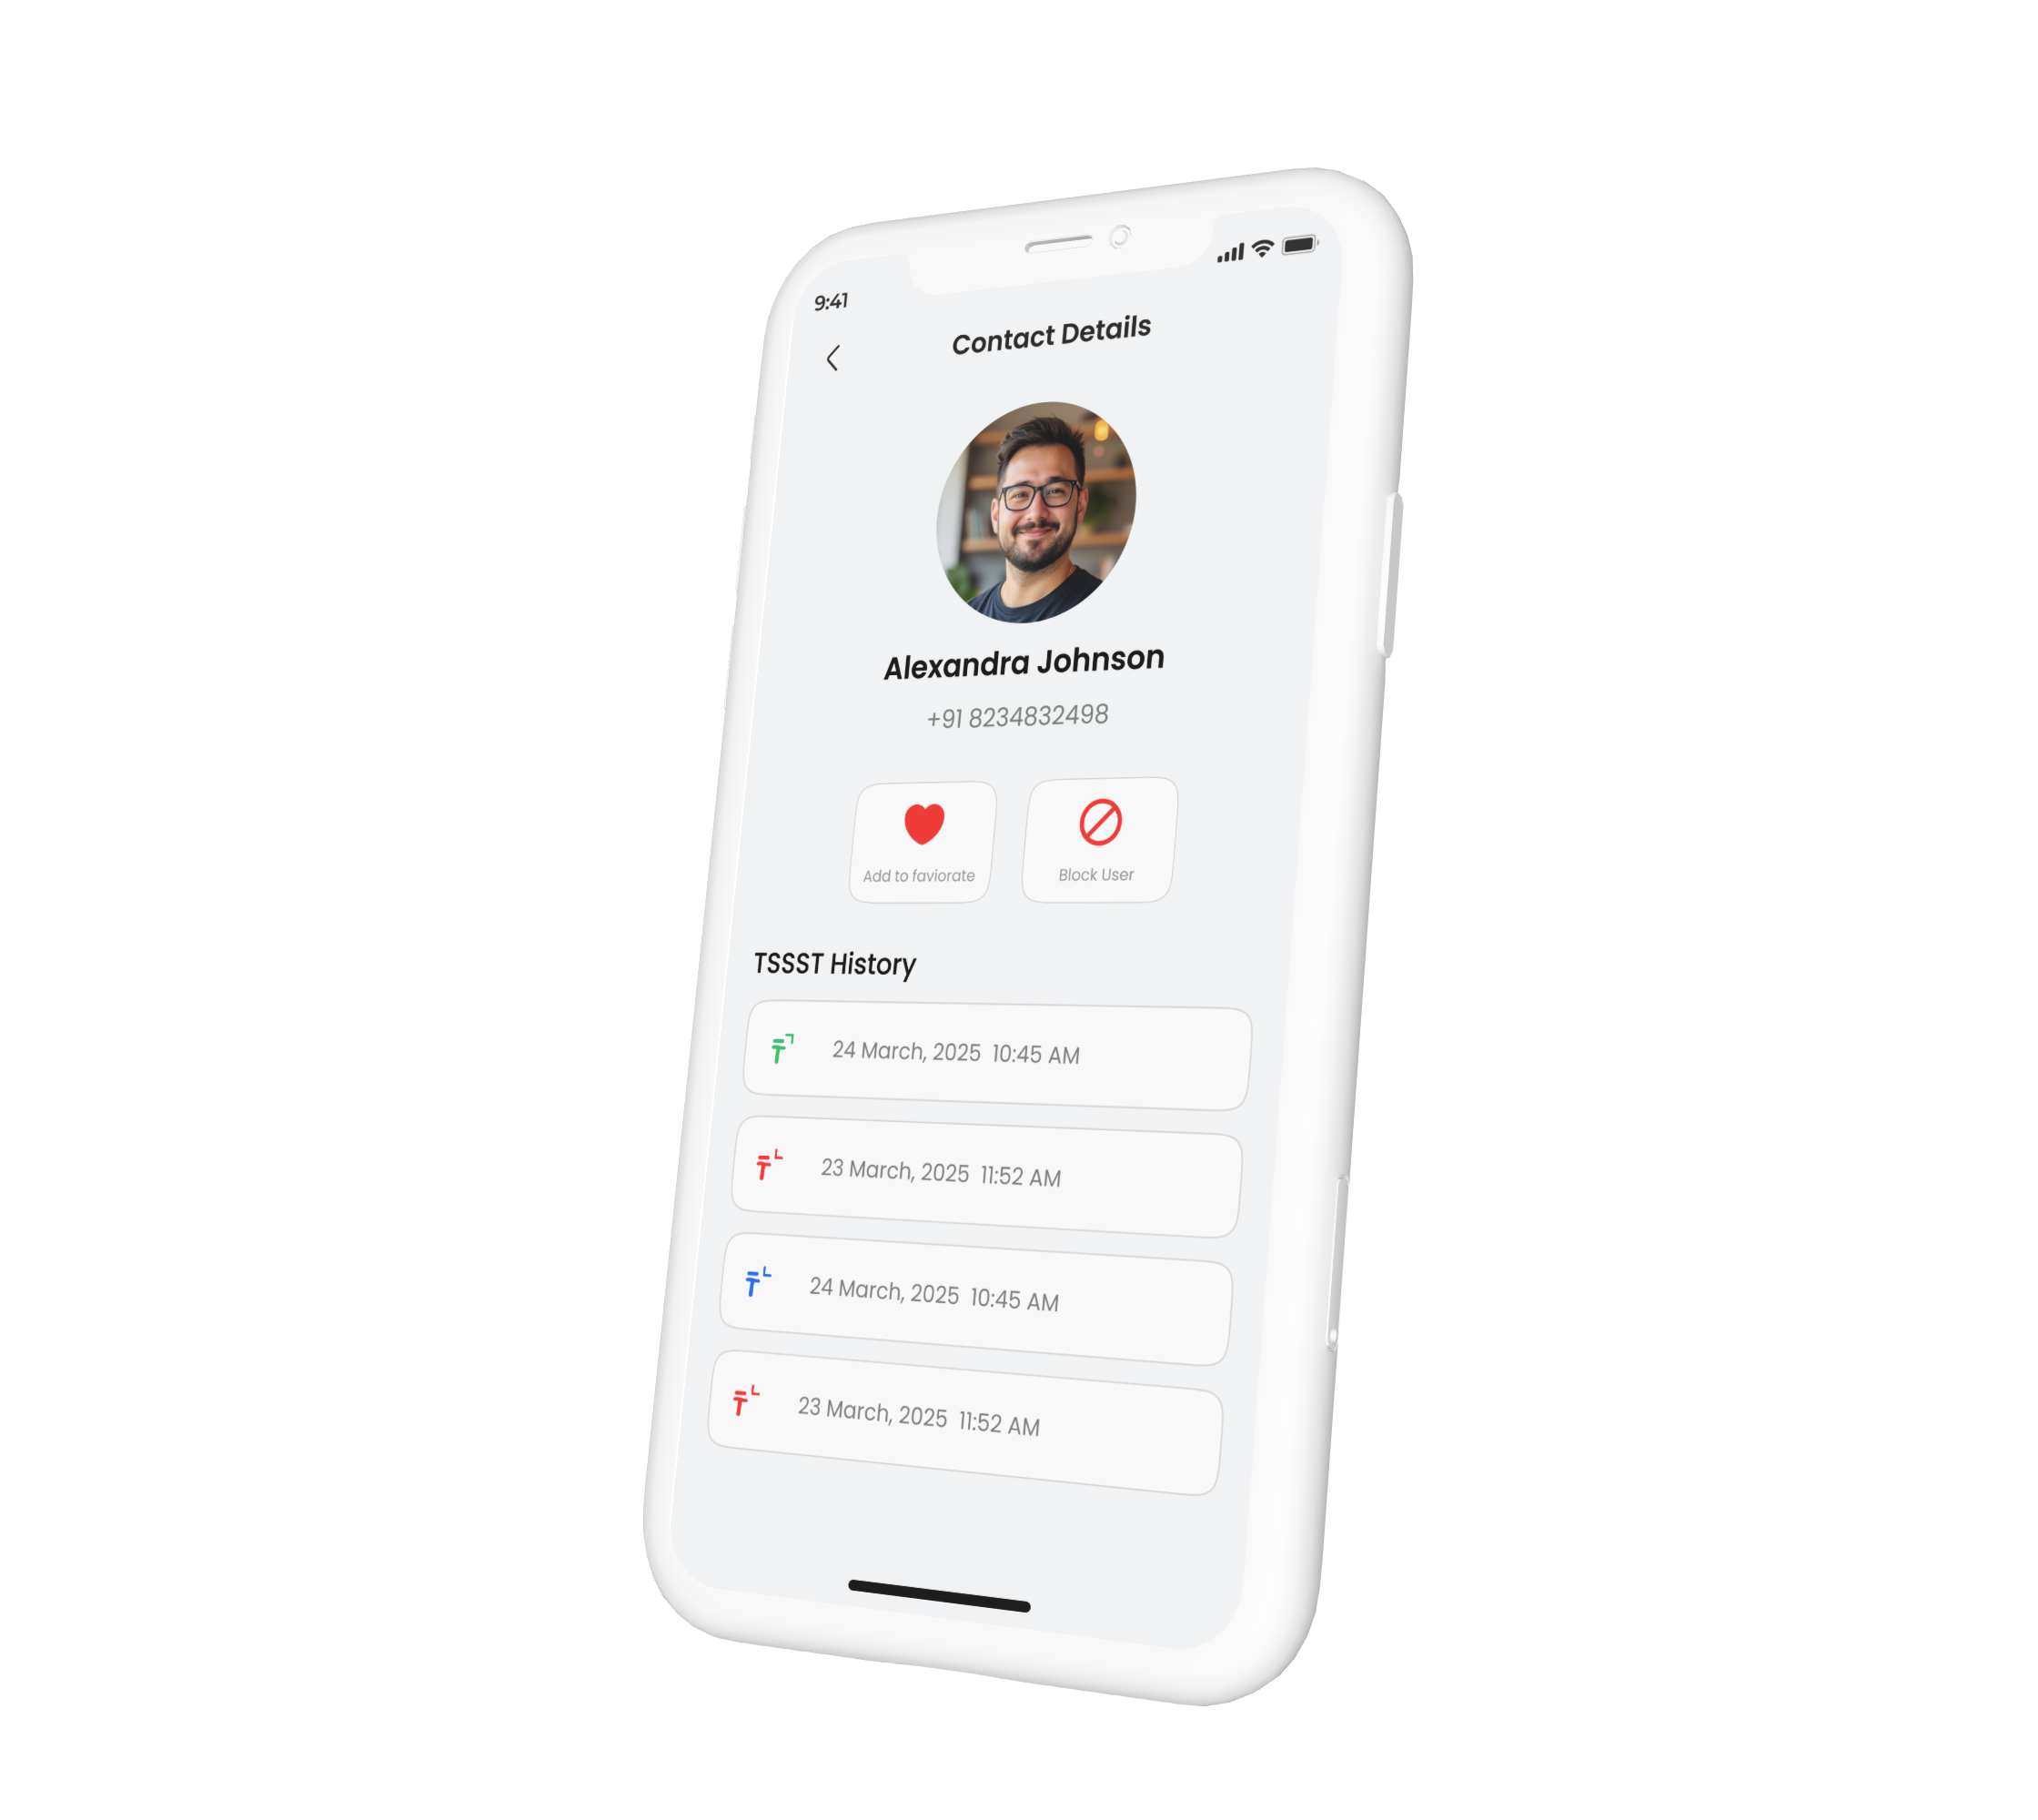 9:41
Contact Details
Alexandra Johnson
+91 8234832498
Add to faviorate
Block User
TSSST History
24 March, 2025 10:45 AM
23 March, 2025 11:52 AM
24 March, 2025 10:45 AM
23 March, 2025 11:52 AM